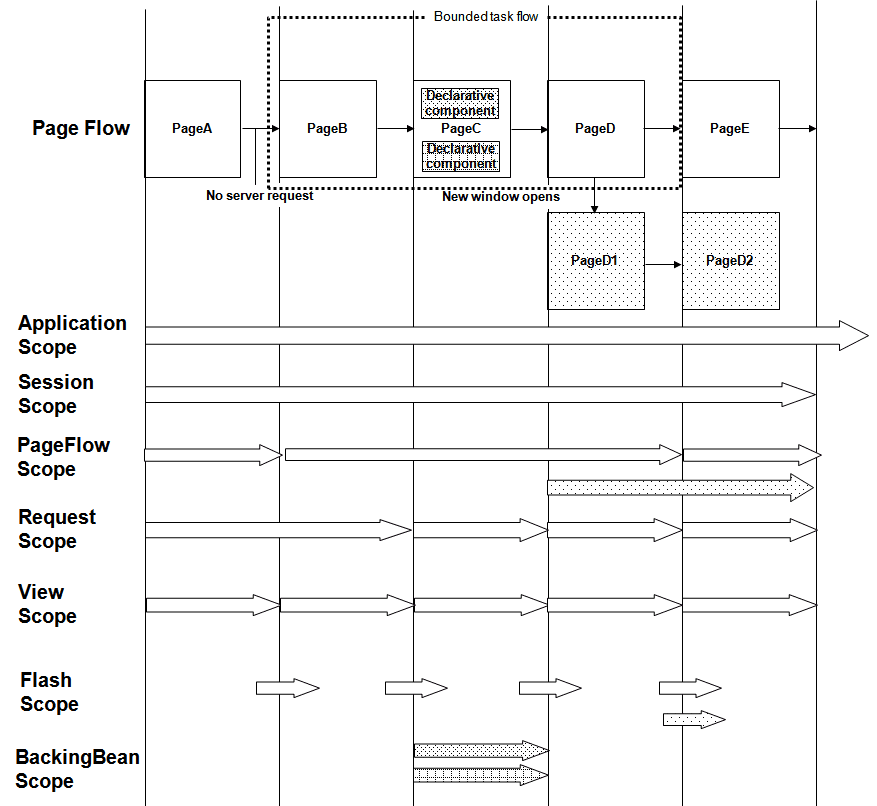 Bounded task flow
Page Flow
PageA
PageB
Declarative
component
PageC
Declarative
component
PageD
PageE
No server request
New window opens
PageD1
PageD2
Application
Scope
Session
Scope
PageFlow
Scope
Request
Scope
View
Scope
Flash
Scope
BackingBean
Scope